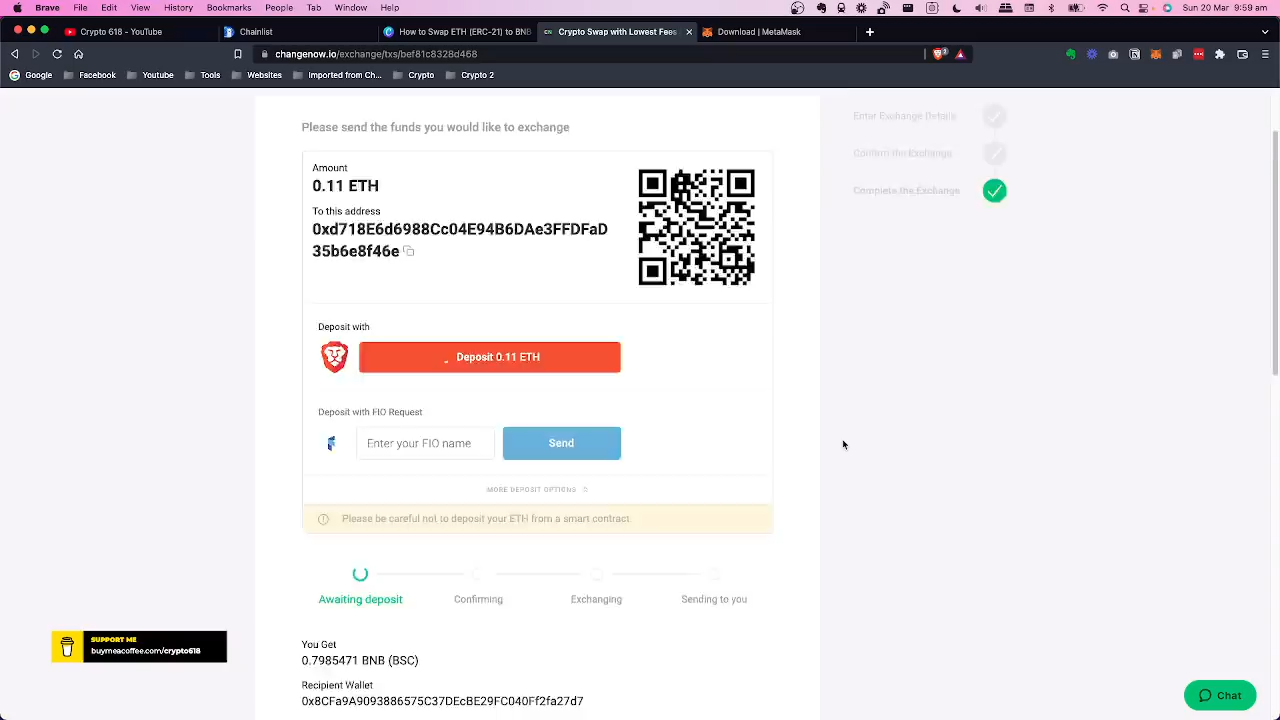 Brave Browser File Edit View History Bookmarks Profiles Tab Window Help
Jul 20 Wed 9:59 AM
Crypto 618 - YouTube
Chainlist
How to Swap ETH (ERC-21) to BNB
Crypto Swap with Lowest Fees
Download | MetaMask
changenow.io/exchange/txs/bef81c8328d468
Google
Facebook
Youtube
Tools
Websites
Imported from Ch...
Crypto
Crypto 2
Please send the funds you would like to exchange
Enter Exchange Details
Confirm the Exchange
Complete the Exchange
Amount
0.11 ETH
To this address
0xd718E6d6988Cc04E94B6DAe3FFDFaD
35b6e8f46e
Deposit with
Deposit 0.11 ETH
Deposit with FIO Request
Enter your FIO name
Send
MORE DEPOSIT OPTIONS
Please be careful not to deposit your ETH from a smart contract.
Awaiting deposit
Confirming
Exchanging
Sending to you
SUPPORT ME
buymeacoffee.com/crypto618
You Get
0.7985471 BNB (BSC)
Recipient Wallet
0x8CFa9A9093886575C37DEcBE29FC040Ff2fa27d7
Chat